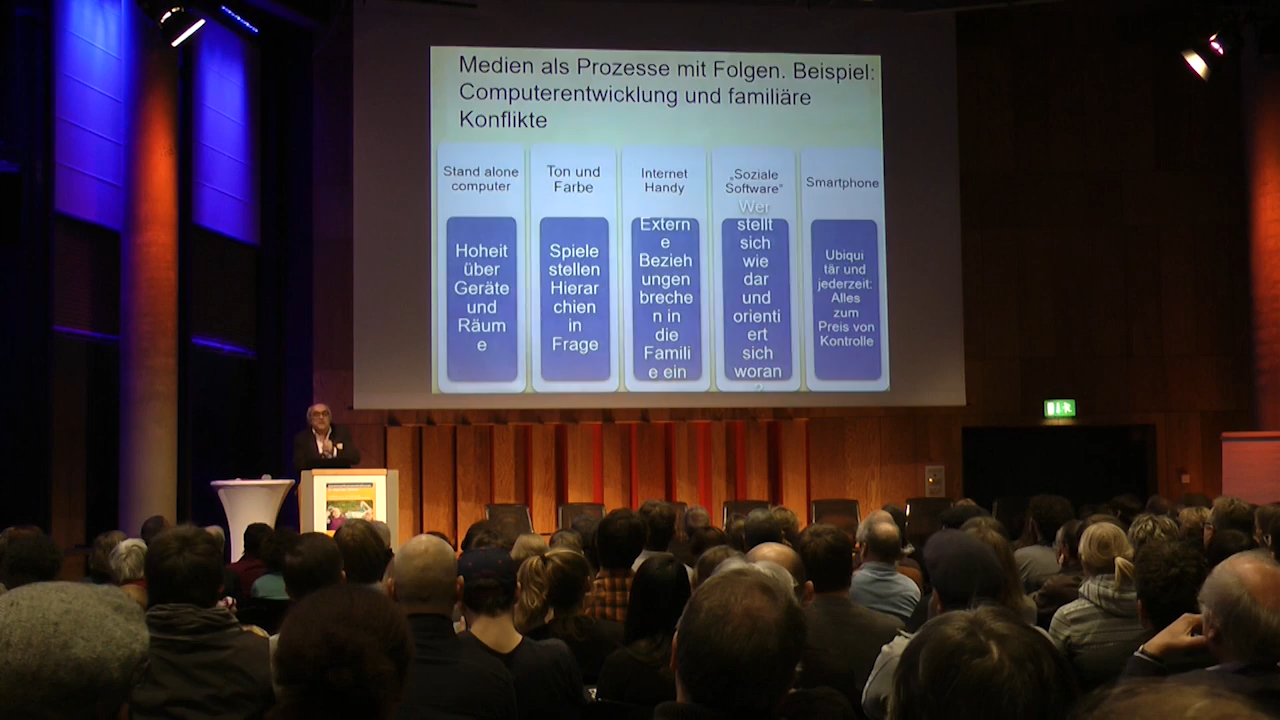 Medien als Prozesse mit Folgen. Beispiel:
Computerentwicklung und familiäre
Konflikte
Stand alone
computer
Hoheit
über
Geräte
und
Räum
e
Ton und
Farbe
Spiele
stellen
Hierar
chien
in
Frage
Internet
Handy
Extern
e
Bezieh
ungen
breche
n in
die
Famili
e ein
„Soziale
Software"
Wer
stellt
sich
wie
dar
und
orienti
ert
sich
woran
?
Smartphone
Ubiqui
tär und
jederzeit:
Alles
zum
Preis von
Kontrolle